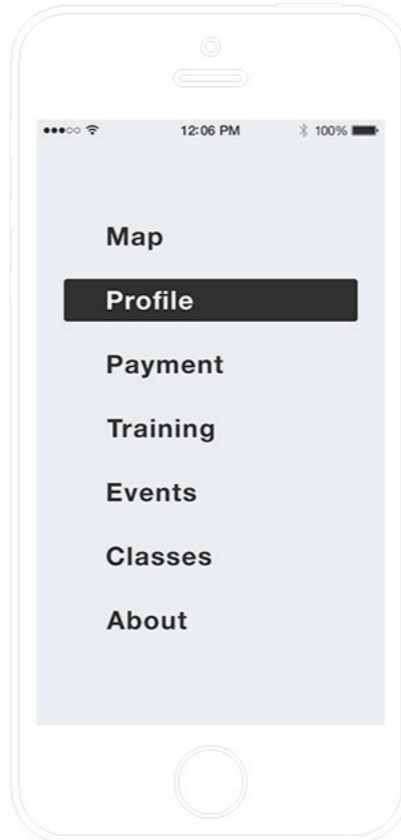 12:06 PM 100%
Map
Profile
Payment
Training
Events
Classes
About